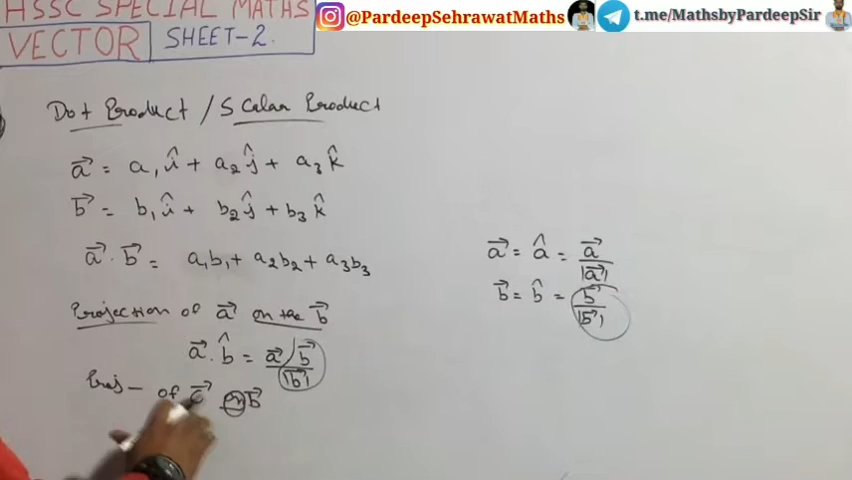 HSSC SPECIAL MATHS
@PardeepSehrawatMaths
t.me/MathsbyPardeepSir
VECTOR SHEET-2.
Dot Product / Scalar Product
a⃗ = a₁î + a₂ĵ + a₃k̂
b⃗ = b₁î + b₂ĵ + b₃k̂
a⃗ · b⃗ = a₁b₁ + a₂b₂ + a₃b₃
a⃗ = â = a⃗ / |a⃗|
b⃗ = b̂ = b⃗ / |b⃗|
Projection of a⃗ on the b⃗
a⃗ · b̂ = a⃗ · b⃗ / |b⃗|
Proj – of c⃗ on b⃗